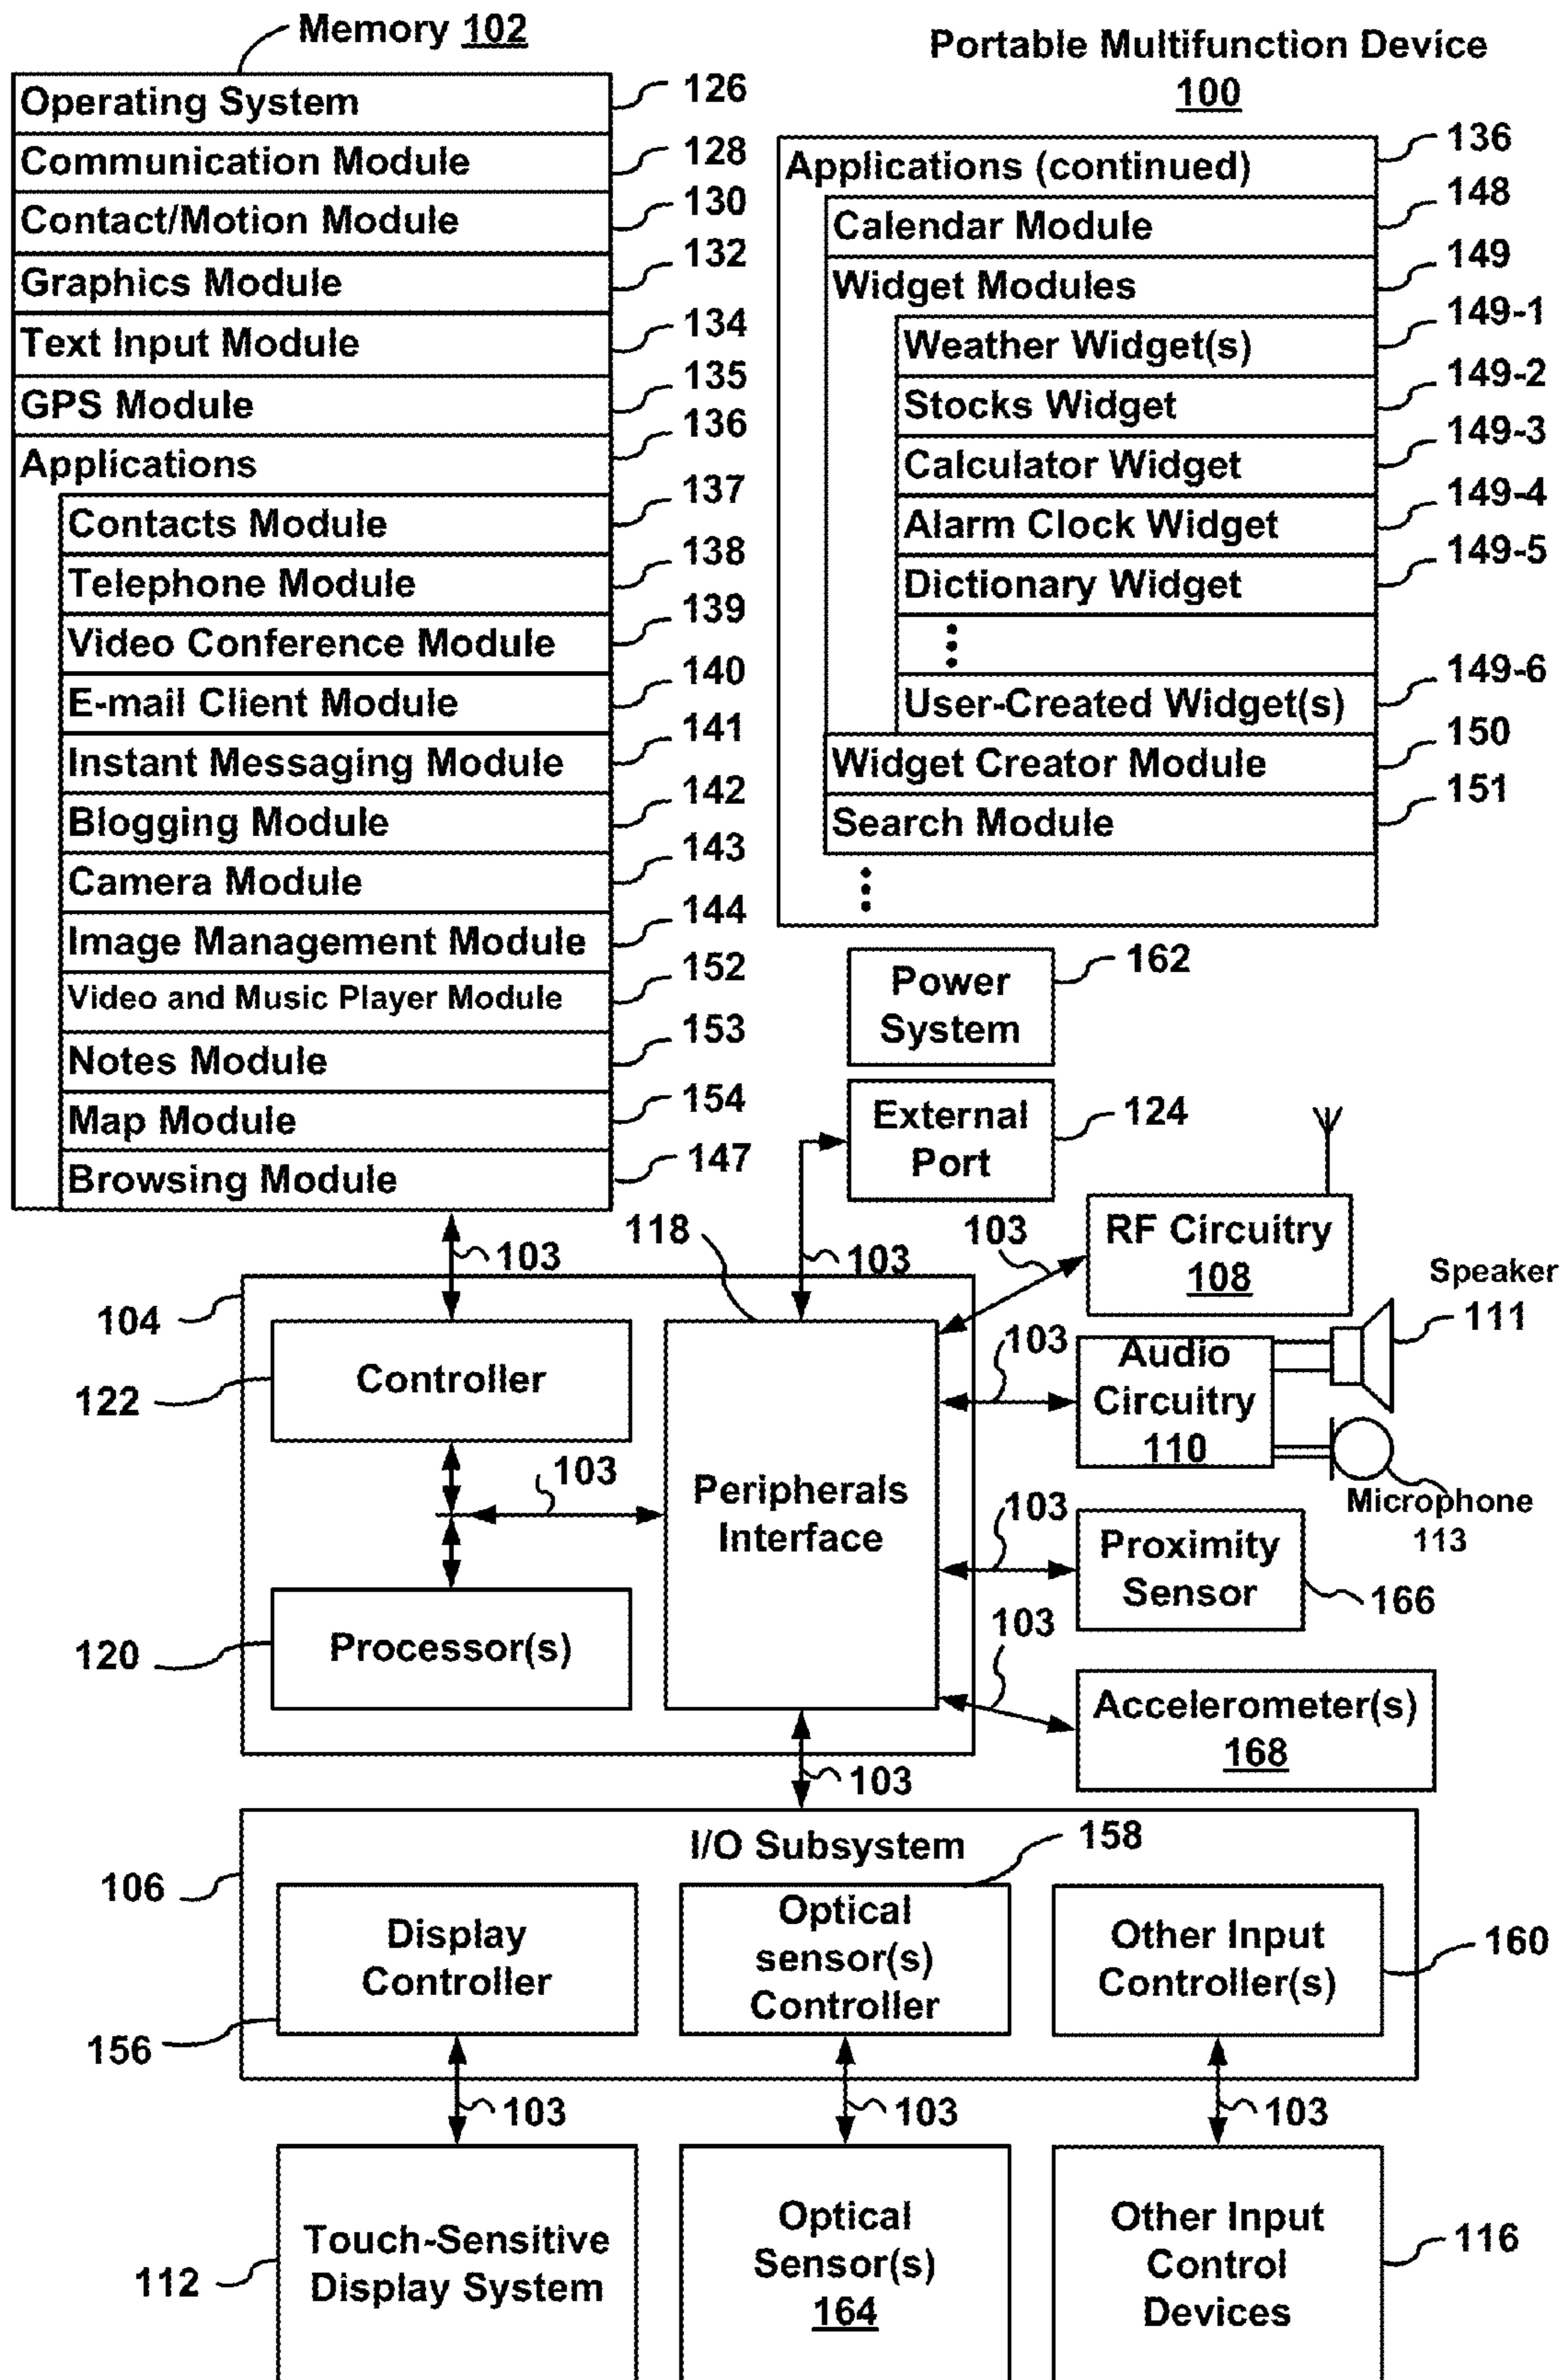 Memory 102
Operating System 126
Communication Module 128
Contact/Motion Module 130
Graphics Module 132
Text Input Module 134
GPS Module 135
Applications 136
Contacts Module 137
Telephone Module 138
Video Conference Module 139
E-mail Client Module 140
Instant Messaging Module 141
Blogging Module 142
Camera Module 143
Image Management Module 144
Video and Music Player Module 152
Notes Module 153
Map Module 154
Browsing Module 147
Portable Multifunction Device
100
Applications (continued) 136
Calendar Module 148
Widget Modules 149
Weather Widget(s) 149-1
Stocks Widget 149-2
Calculator Widget 149-3
Alarm Clock Widget 149-4
Dictionary Widget 149-5
User-Created Widget(s) 149-6
Widget Creator Module 150
Search Module 151
Power
System
162
External
Port
124
103
118
103
103
RF Circuitry
108
Speaker
111
104
Controller
122
103
Audio
Circuitry
110
Microphone
113
103
Peripherals
Interface
103
Proximity
Sensor
166
Processor(s)
120
103
Accelerometer(s)
168
103
I/O Subsystem
158
106
Display
Controller
156
Optical
sensor(s)
Controller
Other Input
Controller(s)
160
103
103
103
Touch-Sensitive
Display System
112
Optical
Sensor(s)
164
Other Input
Control
Devices
116